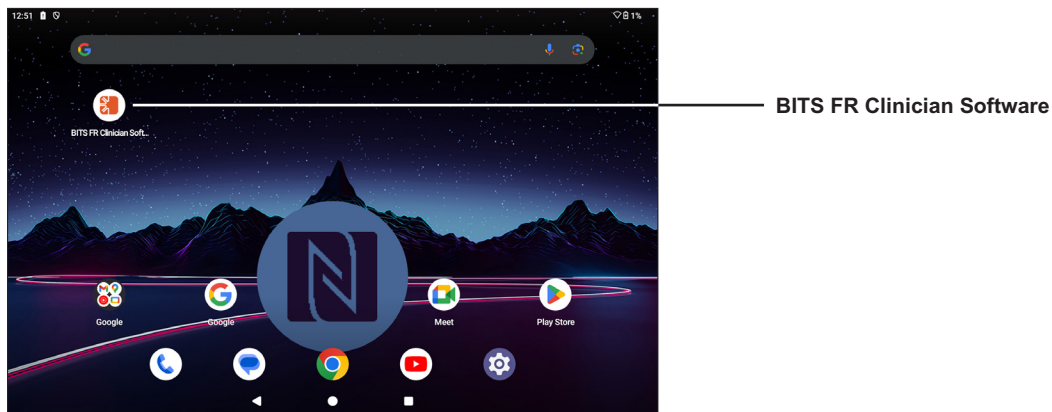 12:51
1%
BITS FR Clinician Software
BITS FR Clinician Soft...
Google
Google
Meet
Play Store